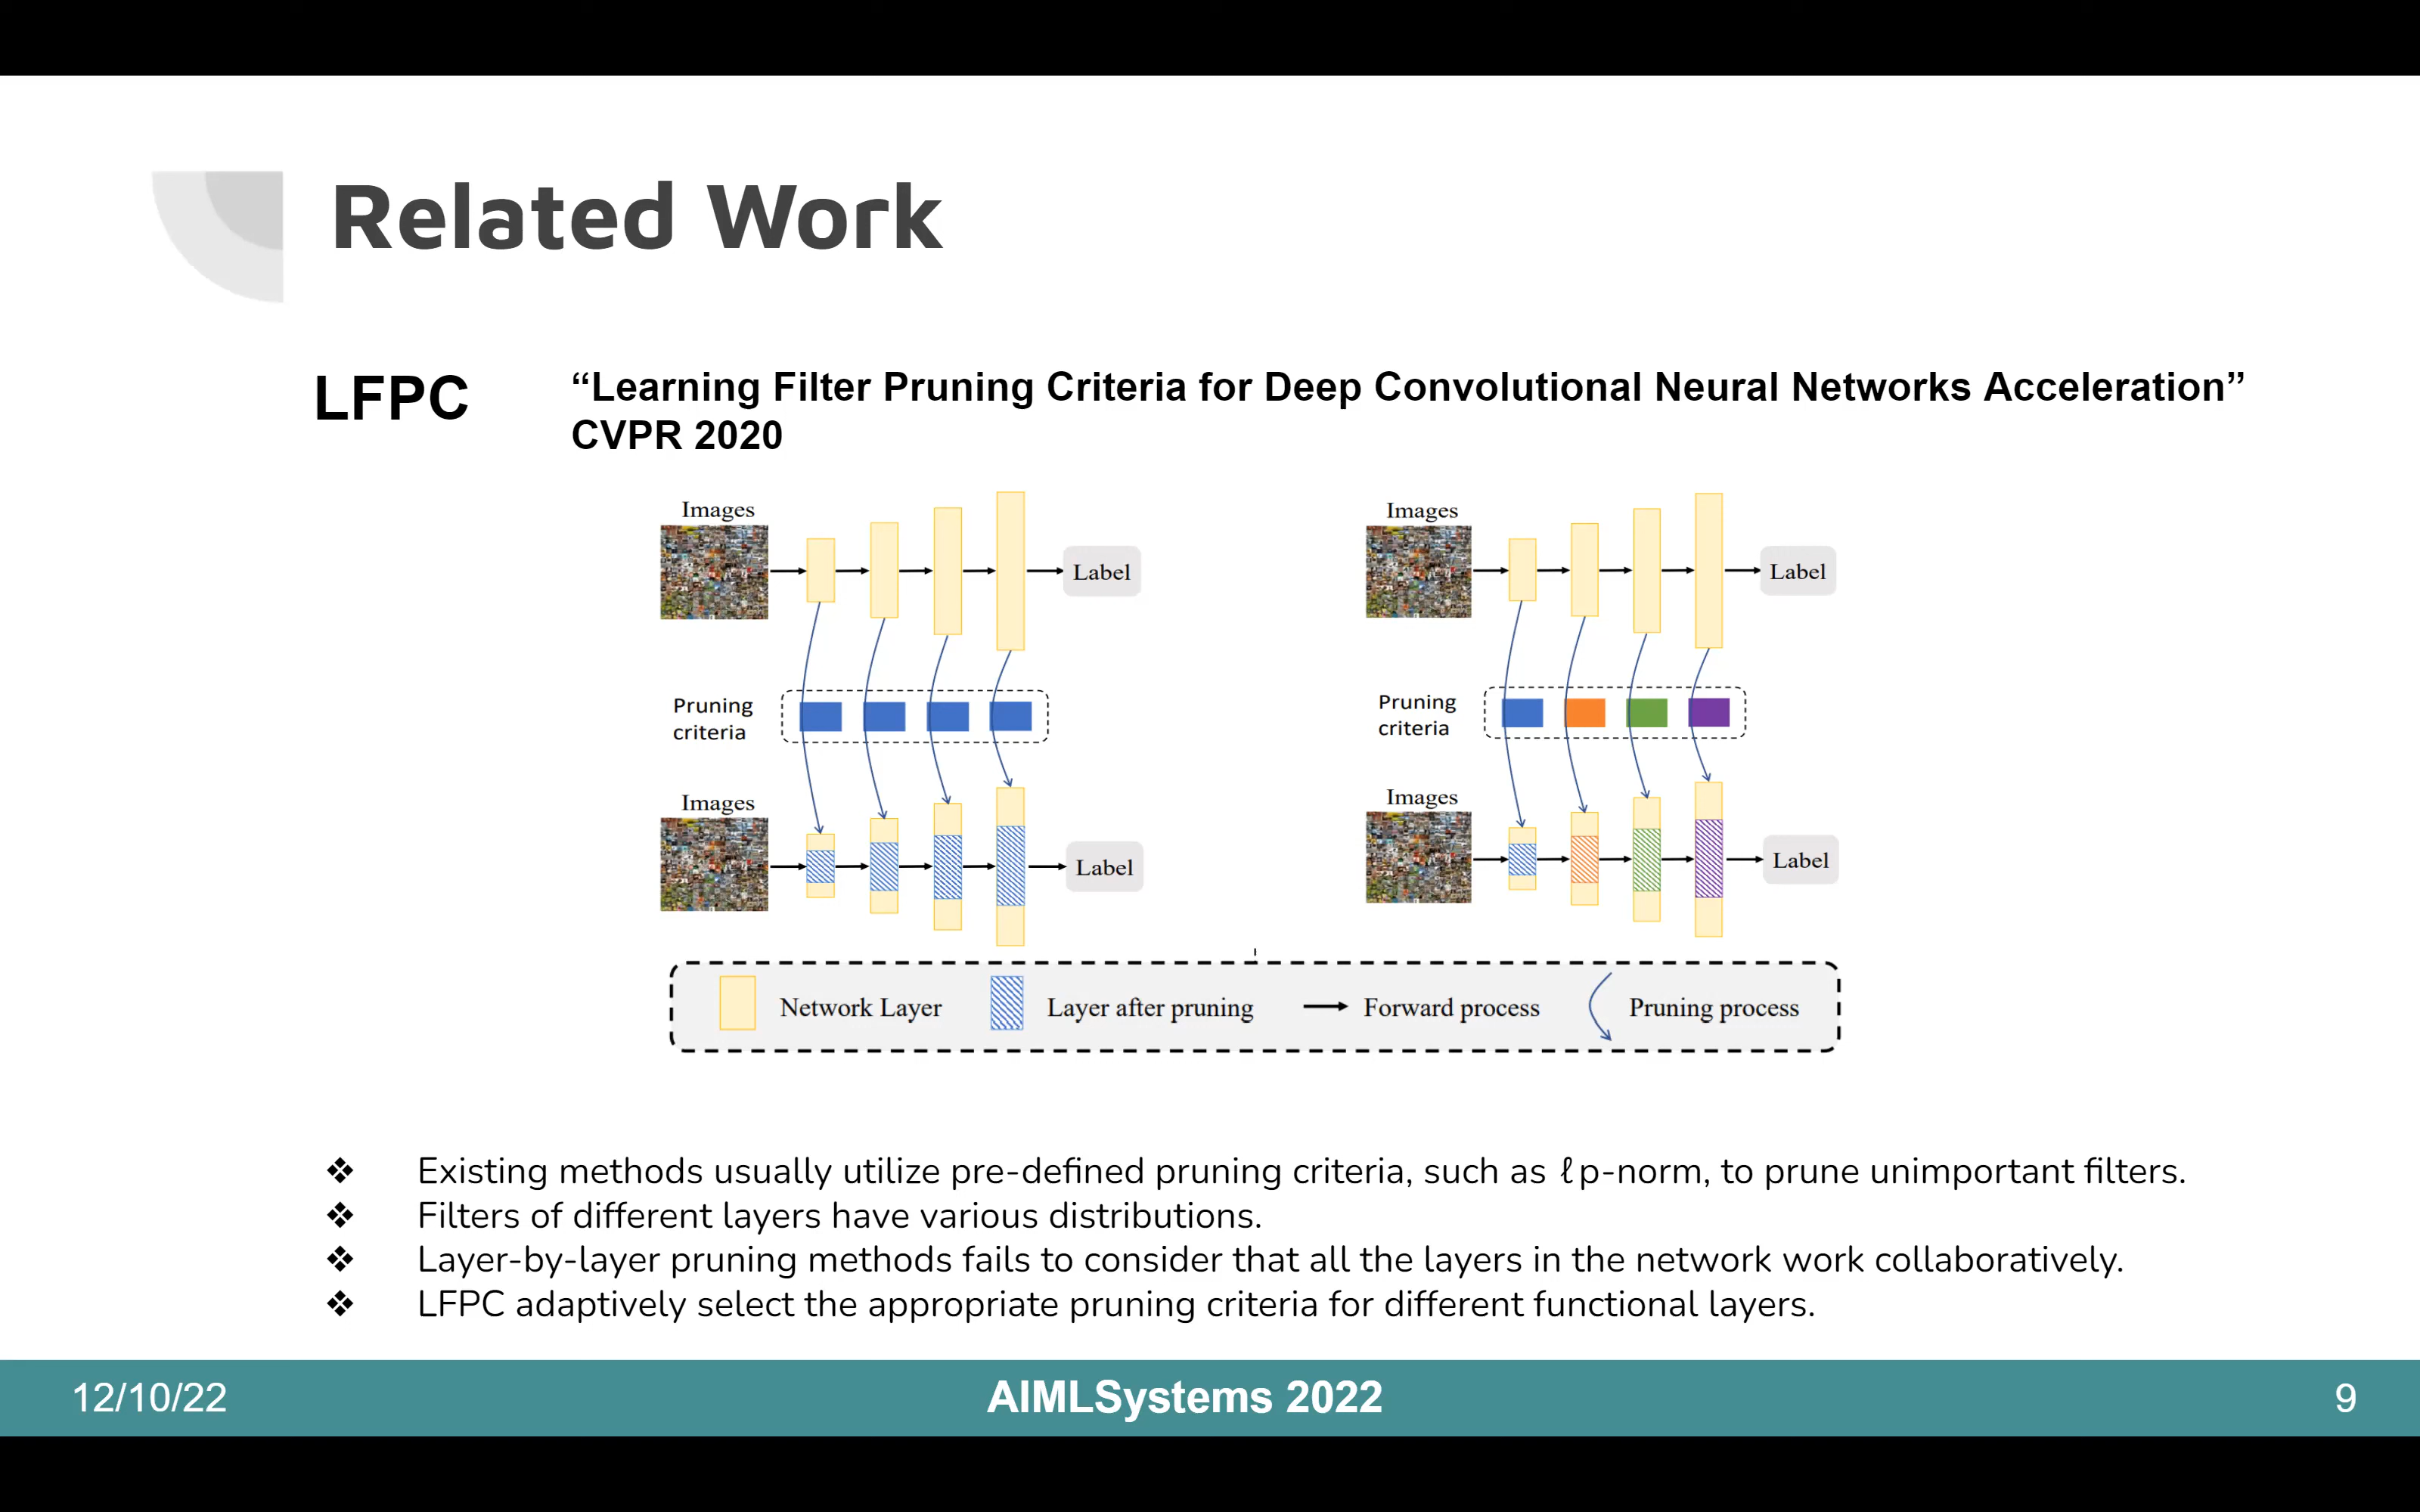 Related Work
LFPC
“Learning Filter Pruning Criteria for Deep Convolutional Neural Networks Acceleration”
CVPR 2020
Images
Label
Pruning
criteria
Images
Label
Images
Label
Pruning
criteria
Images
Label
Network Layer
Layer after pruning
Forward process
Pruning process
❖ Existing methods usually utilize pre-defined pruning criteria, such as ℓp-norm, to prune unimportant filters.
❖ Filters of different layers have various distributions.
❖ Layer-by-layer pruning methods fails to consider that all the layers in the network work collaboratively.
❖ LFPC adaptively select the appropriate pruning criteria for different functional layers.
12/10/22
AIMLSystems 2022
9